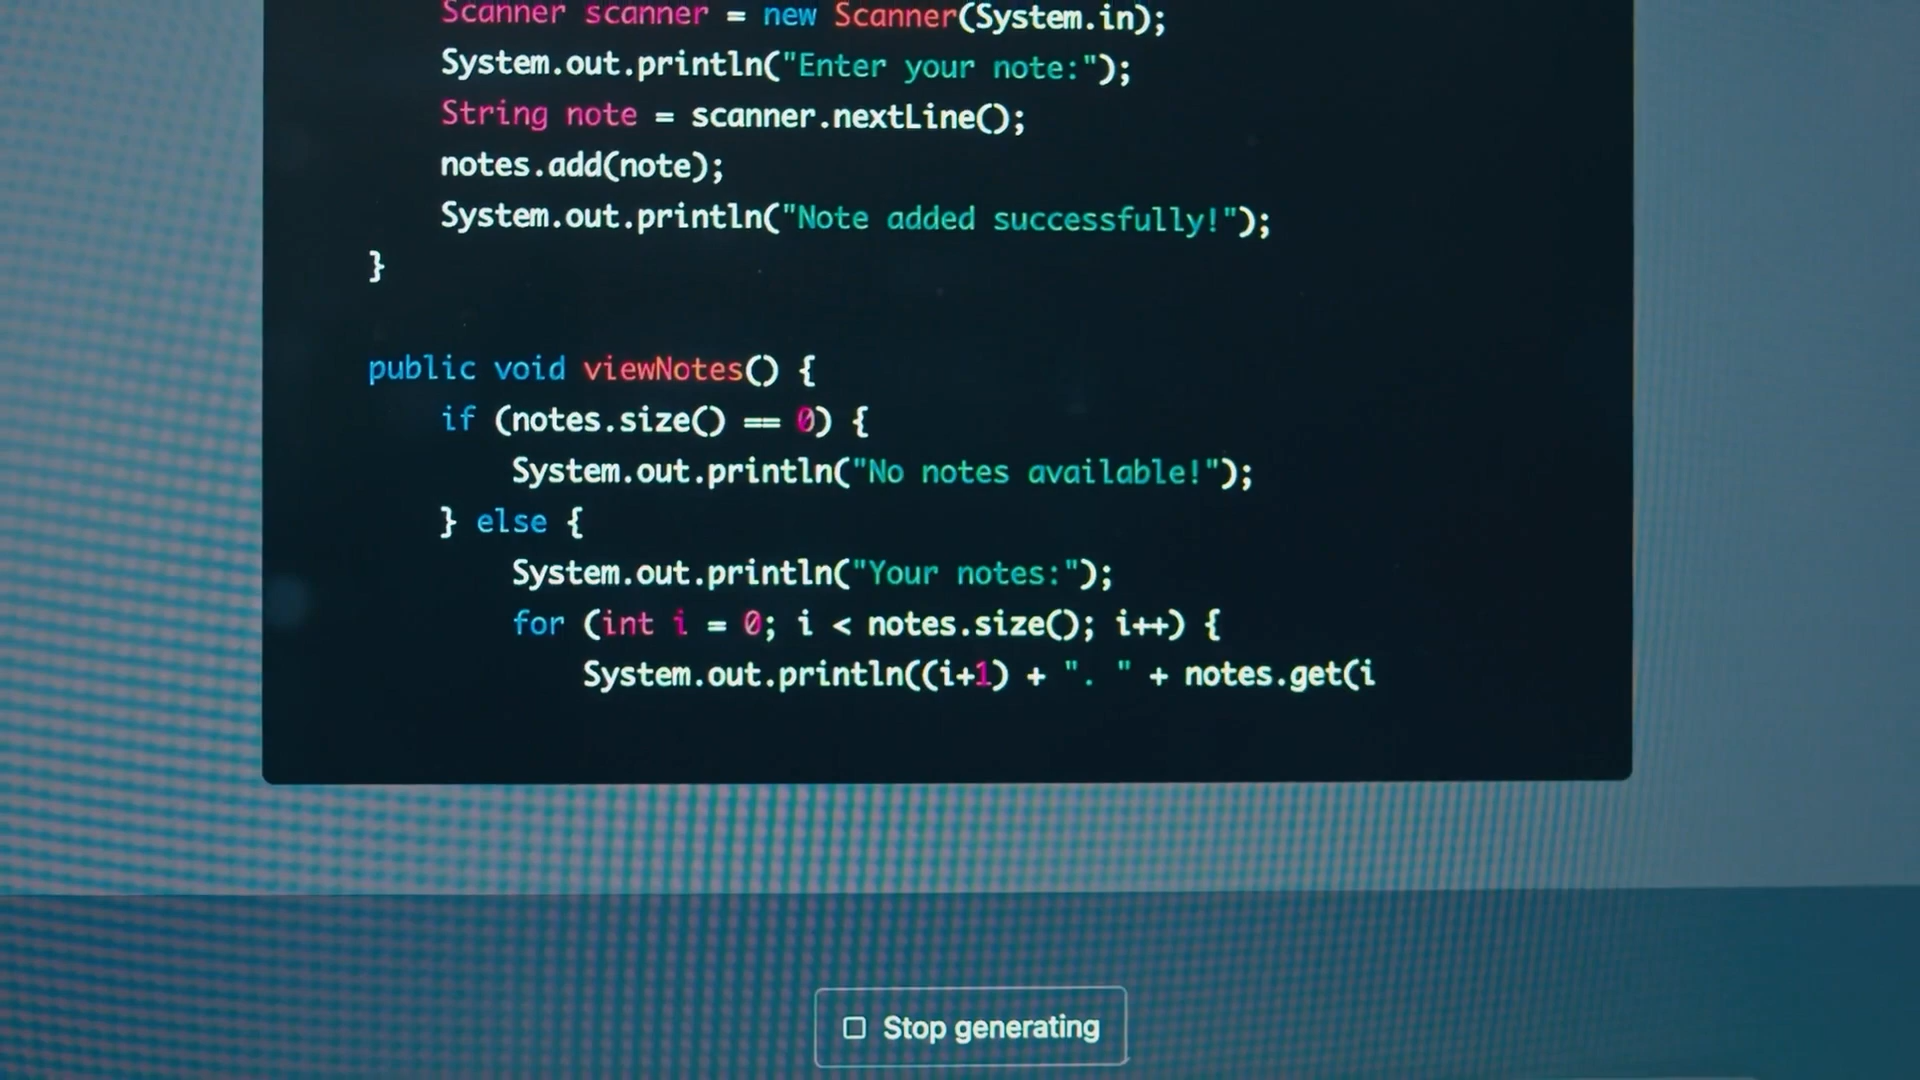 Scanner scanner = new Scanner(System.in);
System.out.println("Enter your note:");
String note = scanner.nextLine();
notes.add(note);
System.out.println("Note added successfully!");
}
public void viewNotes() {
if (notes.size() == 0) {
System.out.println("No notes available!");
} else {
System.out.println("Your notes:");
for (int i = 0; i < notes.size(); i++) {
System.out.println((i+1) + ". " + notes.get(i
Stop generating